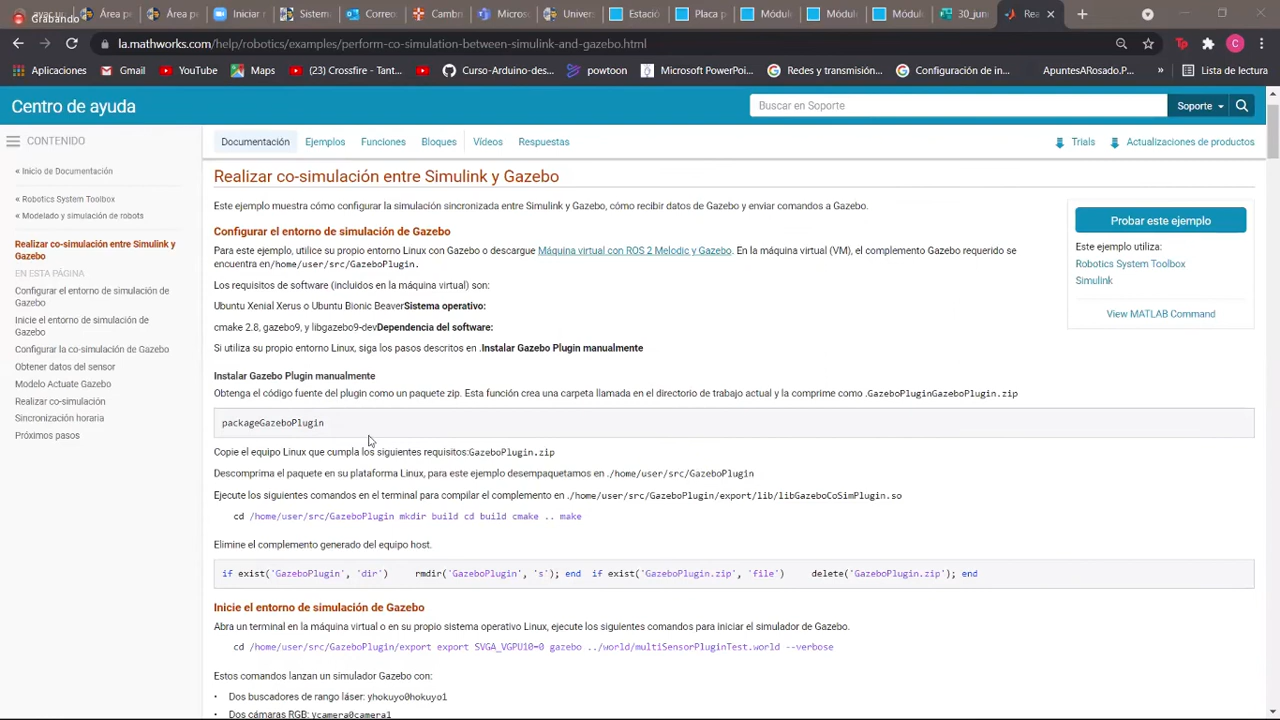 Grabando
Área p
Área p
Iniciar
Sistem
Correo
Cambr
Micros
Univer
Estació
Placa p
Módul
Módul
Módul
30_jun
Rea
la.mathworks.com/help/robotics/examples/perform-co-simulation-between-simulink-and-gazebo.html
Aplicaciones
Gmail
YouTube
Maps
(23) Crossfire - Tant...
Curso-Arduino-des...
powtoon
Microsoft PowerPoi...
Redes y transmisión...
Configuración de in...
ApuntesARosado.P...
»
Lista de lectura
Centro de ayuda
Buscar en Soporte
Soporte
CONTENIDO
Documentación
Ejemplos
Funciones
Bloques
Vídeos
Respuestas
Trials
Actualizaciones de productos
« Inicio de Documentación
« Robotics System Toolbox
« Modelado y simulación de robots
Realizar co-simulación entre Simulink y
Gazebo
EN ESTA PÁGINA
Configurar el entorno de simulación de
Gazebo
Inicie el entorno de simulación de
Gazebo
Configurar la co-simulación de Gazebo
Obtener datos del sensor
Modelo Actuate Gazebo
Realizar co-simulación
Sincronización horaria
Próximos pasos
Realizar co-simulación entre Simulink y Gazebo
Este ejemplo muestra cómo configurar la simulación sincronizada entre Simulink y Gazebo, cómo recibir datos de Gazebo y enviar comandos a Gazebo.
Configurar el entorno de simulación de Gazebo
Para este ejemplo, utilice su propio entorno Linux con Gazebo o descargue Máquina virtual con ROS 2 Melodic y Gazebo. En la máquina virtual (VM), el complemento Gazebo requerido se
encuentra en/home/user/src/GazeboPlugin.
Los requisitos de software (incluidos en la máquina virtual) son:
Ubuntu Xenial Xerus o Ubuntu Bionic BeaverSistema operativo:
cmake 2.8, gazebo9, y libgazebo9-devDependencia del software:
Si utiliza su propio entorno Linux, siga los pasos descritos en .Instalar Gazebo Plugin manualmente
Instalar Gazebo Plugin manualmente
Obtenga el código fuente del plugin como un paquete zip. Esta función crea una carpeta llamada en el directorio de trabajo actual y la comprime como .GazeboPluginGazeboPlugin.zip
packageGazeboPlugin
Copie el equipo Linux que cumpla los siguientes requisitos:GazeboPlugin.zip
Descomprima el paquete en su plataforma Linux, para este ejemplo desempaquetamos en ./home/user/src/GazeboPlugin
Ejecute los siguientes comandos en el terminal para compilar el complemento en ./home/user/src/GazeboPlugin/export/lib/libGazeboCoSimPlugin.so
cd /home/user/src/GazeboPlugin mkdir build cd build cmake .. make
Elimine el complemento generado del equipo host.
if exist('GazeboPlugin', 'dir') rmdir('GazeboPlugin', 's'); end if exist('GazeboPlugin.zip', 'file') delete('GazeboPlugin.zip'); end
Inicie el entorno de simulación de Gazebo
Abra un terminal en la máquina virtual o en su propio sistema operativo Linux, ejecute los siguientes comandos para iniciar el simulador de Gazebo.
cd /home/user/src/GazeboPlugin/export export SVGA_VGPU10=0 gazebo ../world/multiSensorPluginTest.world --verbose
Estos comandos lanzan un simulador Gazebo con:
• Dos buscadores de rango láser: yhokuyo0hokuyo1
• Dos cámaras RGB: ycamera0camera1
Probar este ejemplo
Este ejemplo utiliza:
Robotics System Toolbox
Simulink
View MATLAB Command